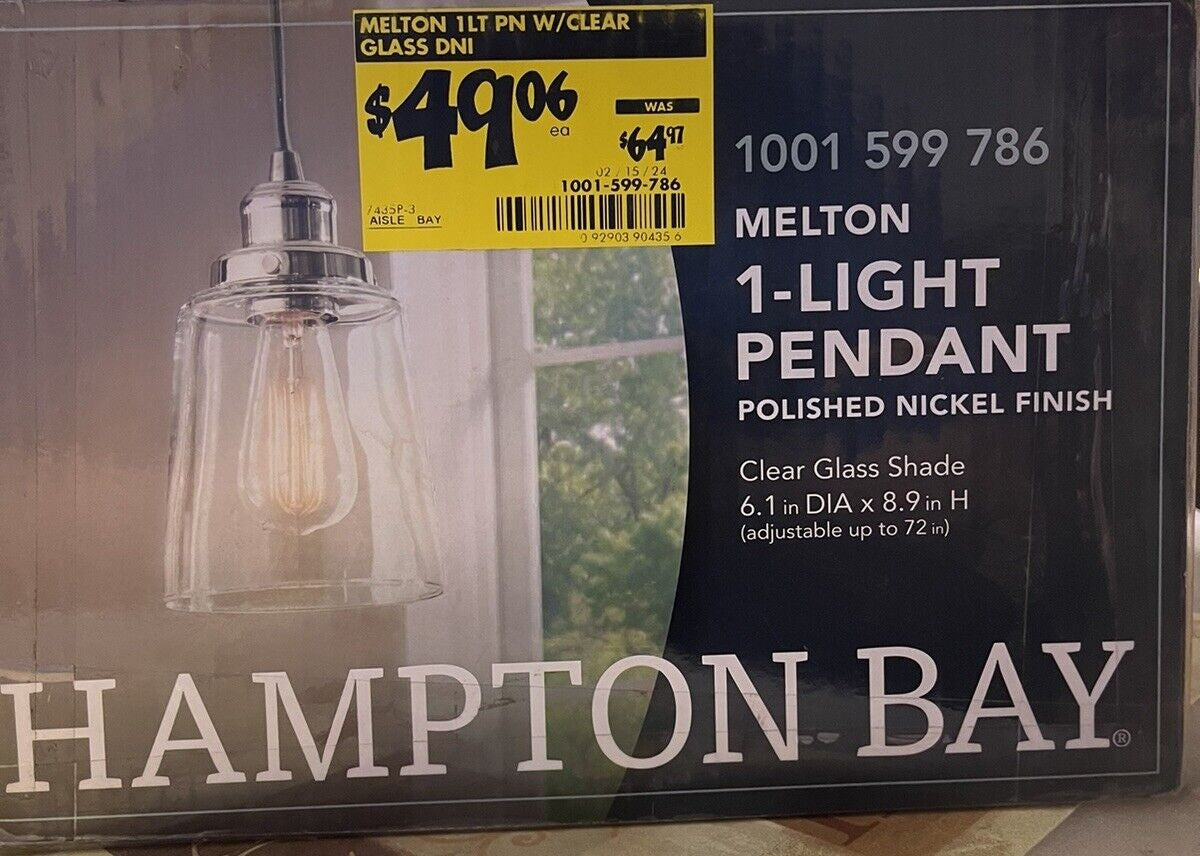 MELTON 1LT PN W/CLEAR
GLASS DNI
$49.06
ea
WAS
$64.97
02/15/24
1001-599-786
7435P-3
AISLE BAY
0 92903 90435 6
1001 599 786
MELTON
1-LIGHT
PENDANT
POLISHED NICKEL FINISH
Clear Glass Shade
6.1 in DIA x 8.9 in H
(adjustable up to 72 in)
HAMPTON BAY®